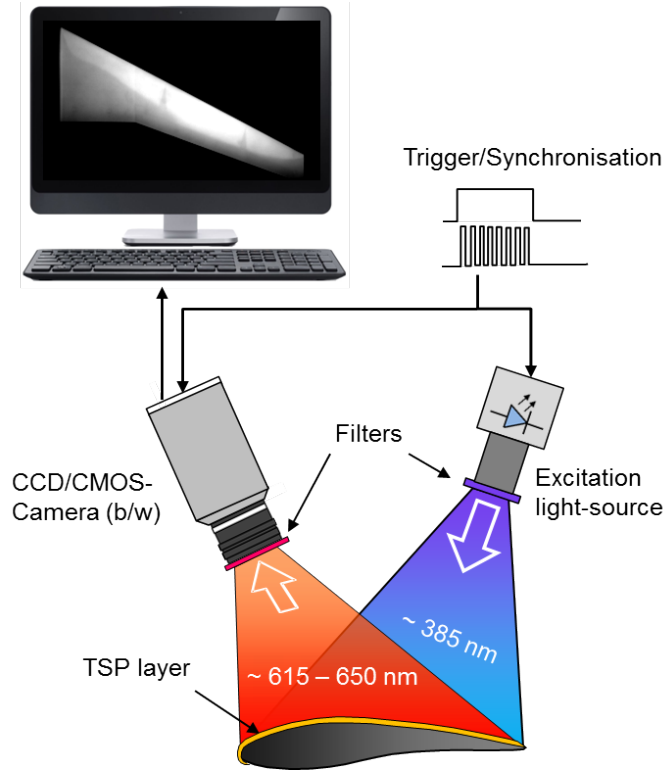 Trigger/Synchronisation
Filters
CCD/CMOS-
Camera (b/w)
Excitation
light-source
~ 385 nm
TSP layer
~ 615 – 650 nm